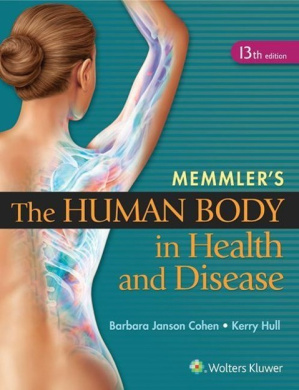 13th edition
MEMMLER'S
The HUMAN BODY
in Health
and Disease
Barbara Janson Cohen • Kerry Hull
Wolters Kluwer